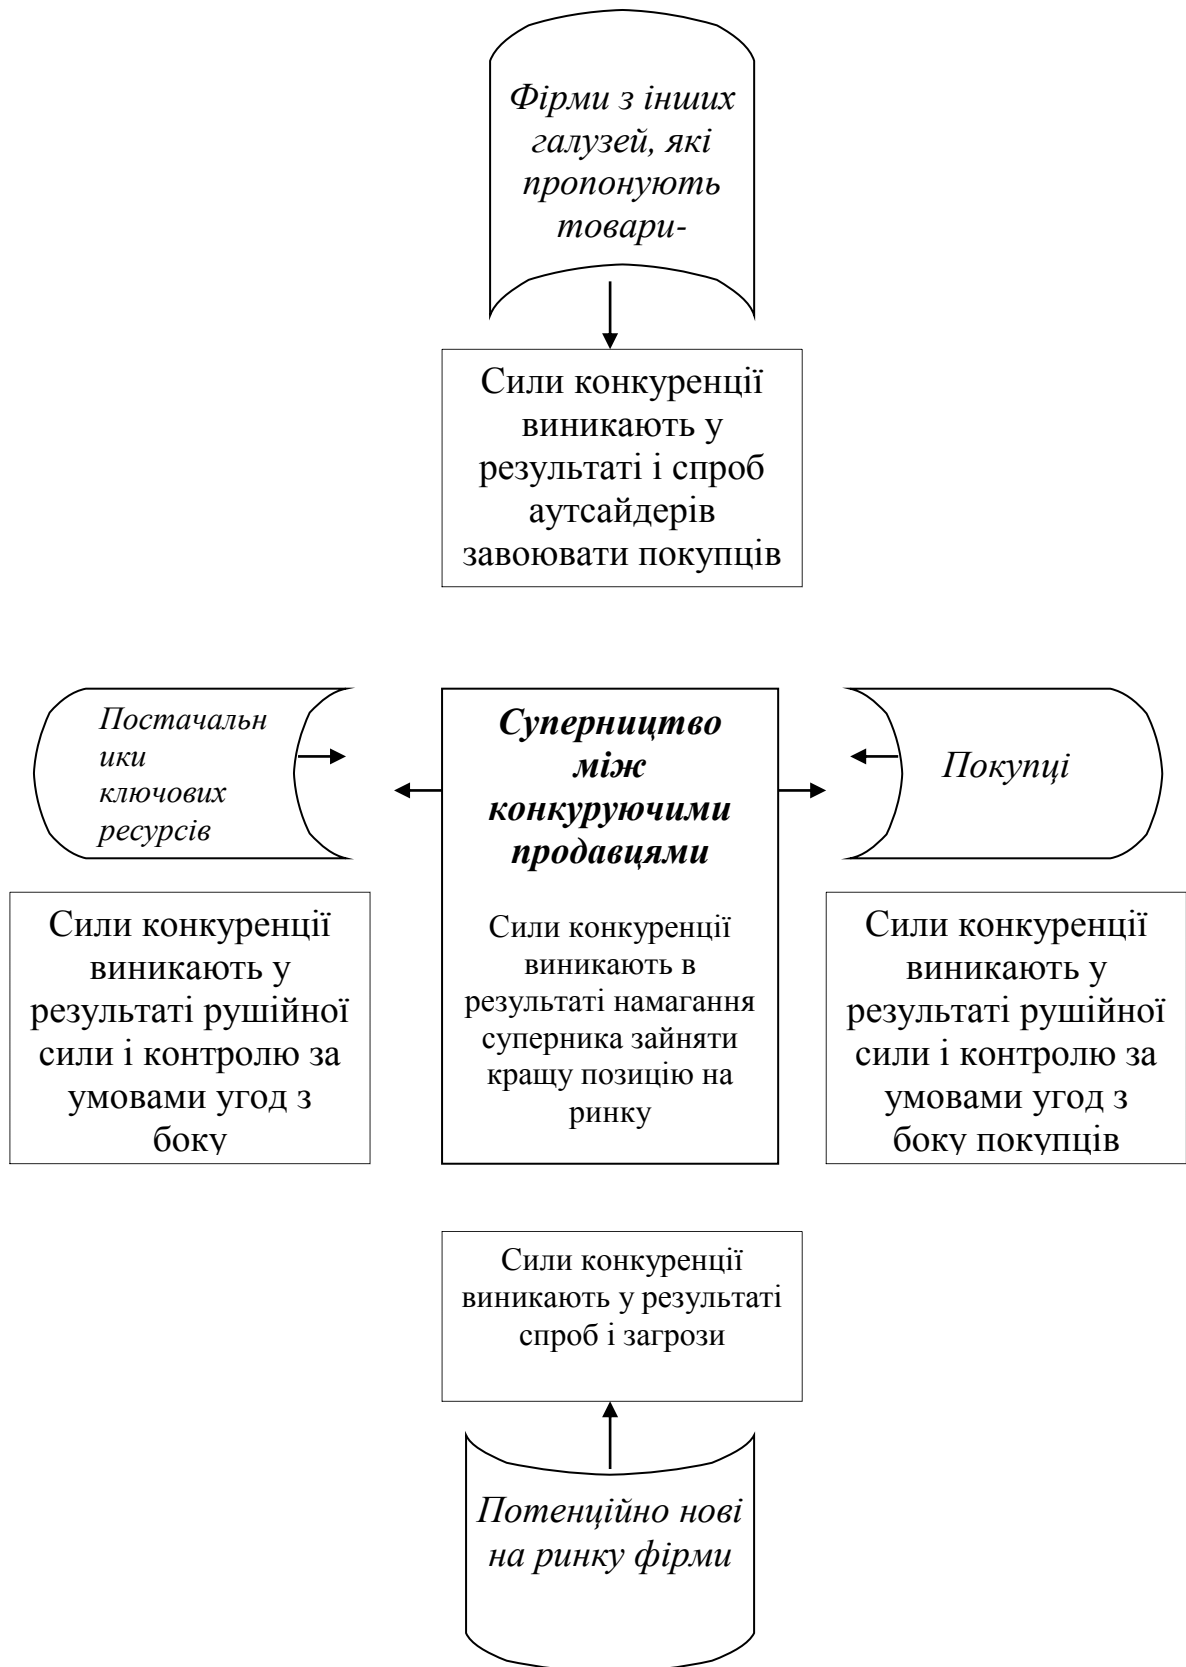 Фірми з інших
галузей, які
пропонують
товари-
Сили конкуренції
виникають у
результаті і спроб
аутсайдерів
завоювати покупців
Постачальн
ики
ключових
ресурсів
Суперництво
між
конкуруючими
продавцями
Сили конкуренції
виникають в
результаті намагання
суперника зайняти
кращу позицію на
ринку
Покупці
Сили конкуренції
виникають у
результаті рушійної
сили і контролю за
умовами угод з
боку
Сили конкуренції
виникають у
результаті рушійної
сили і контролю за
умовами угод з
боку покупців
Сили конкуренції
виникають у результаті
спроб і загрози
Потенційно нові
на ринку фірми